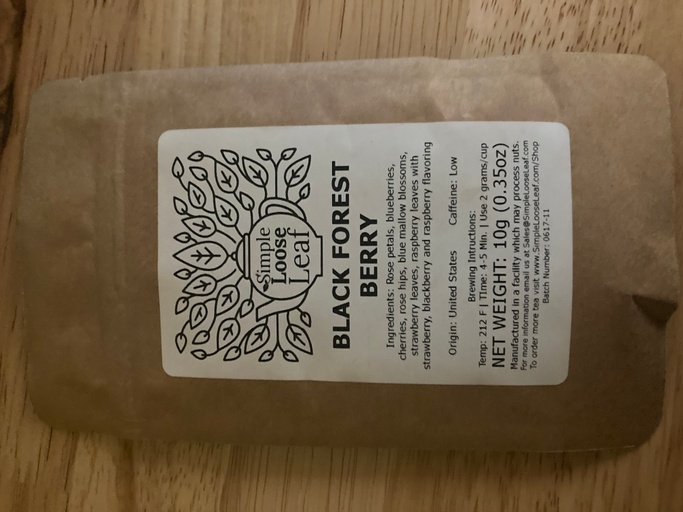 Simple
Loose
Leaf
BLACK FOREST
BERRY
Ingredients: Rose petals, blueberries,
cherries, rose hips, blue mallow blossoms,
strawberry leaves, raspberry leaves with
strawberry, blackberry and raspberry flavoring
Origin: United States Caffeine: Low
Brewing Intructions:
Temp: 212 F | TIme: 4-5 Min. | Use 2 grams/cup
NET WEIGHT: 10g (0.35oz)
Manufactured in a facility which may process nuts.
For more information email us at Sales@SimpleLooseLeaf.com
To order more tea visit www.SimpleLooseLeaf.com/Shop
Batch Number: 0617-11